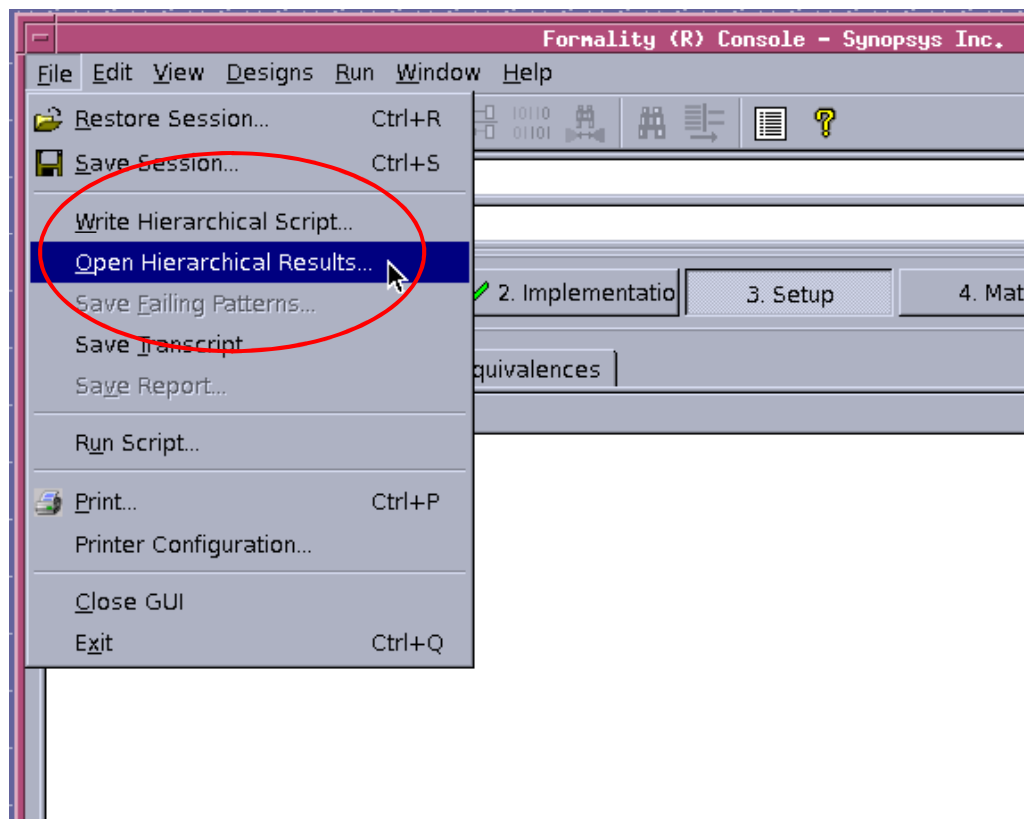 Formality (R) Console - Synopsys Inc.
File Edit View Designs Run Window Help
Restore Session... Ctrl+R
10110
01101
Save Session... Ctrl+S
Write Hierarchical Script...
Open Hierarchical Results...
2. Implementatio 3. Setup 4. Mat
Save Failing Patterns...
Save Transcript
quivalences
Save Report...
Run Script...
Print... Ctrl+P
Printer Configuration...
Close GUI
Exit Ctrl+Q